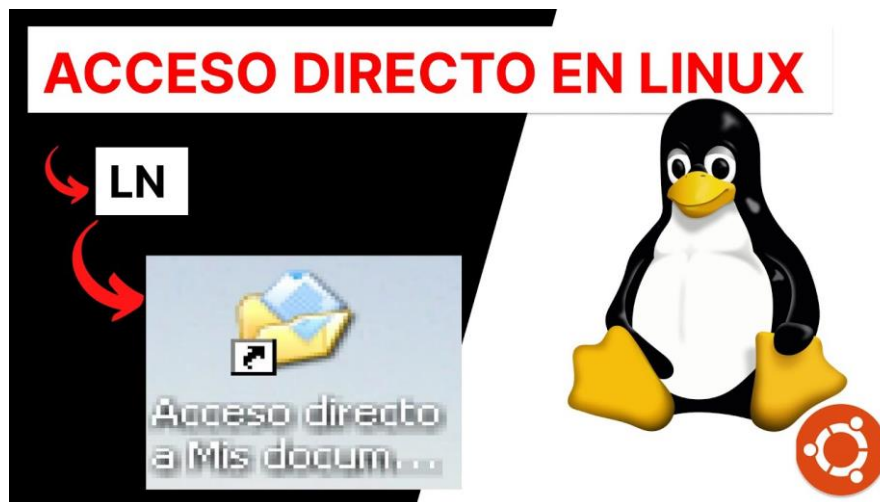 ACCESO DIRECTO EN LINUX
LN
Acceso directo
a Mis docum...